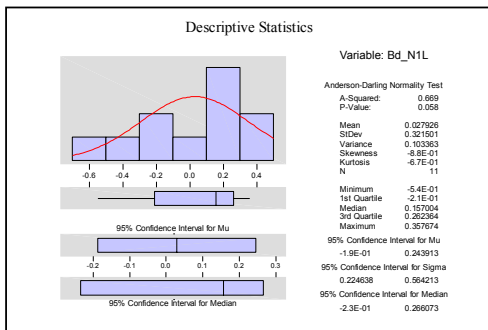 Descriptive Statistics
Variable: Bd_N1L
Anderson-Darling Normality Test
A-Squared: 0.669
P-Value: 0.058
Mean 0.027926
StDev 0.321501
Variance 0.103363
Skewness -8.8E-01
Kurtosis -6.7E-01
N 11
Minimum -5.4E-01
1st Quartile -2.1E-01
Median 0.157004
3rd Quartile 0.262364
Maximum 0.357674
95% Confidence Interval for Mu
-1.9E-01 0.243913
95% Confidence Interval for Sigma
0.224638 0.564213
95% Confidence Interval for Median
-2.3E-01 0.266073
-0.6 -0.4 -0.2 0.0 0.2 0.4
95% Confidence Interval for Mu
-0.2 -0.1 0.0 0.1 0.2 0.3
95% Confidence Interval for Median